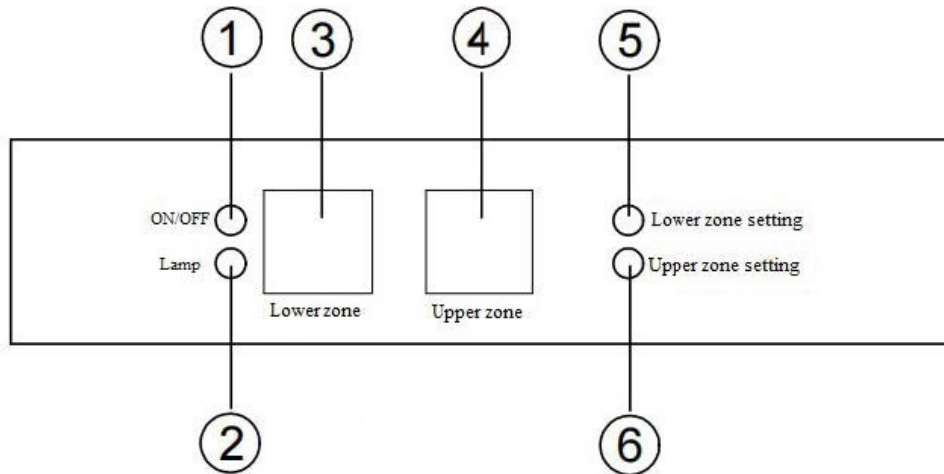 1 3 4 5
ON/OFF
Lamp
Lower zone
Upper zone
Lower zone setting
Upper zone setting
2 6